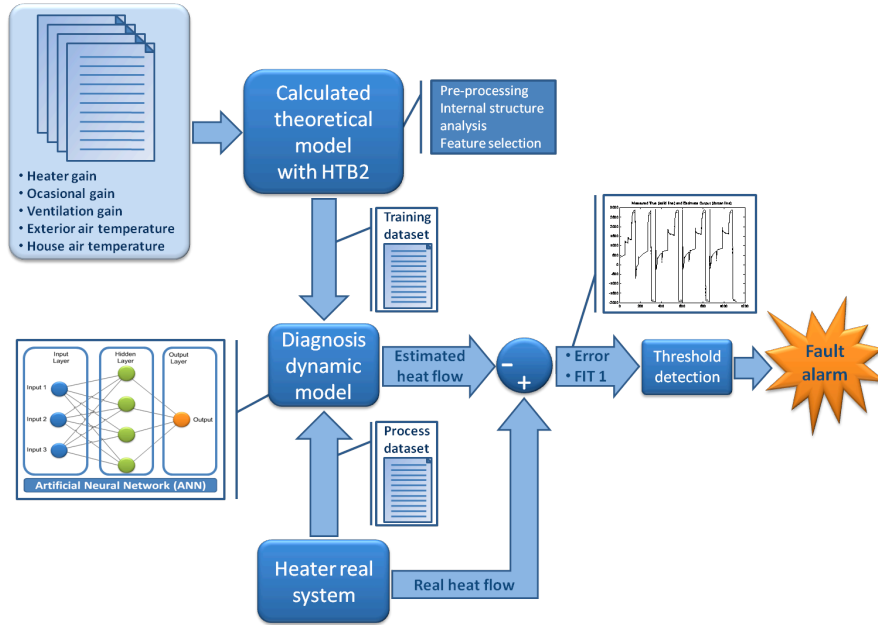 • Heater gain
• Ocasional gain
• Ventilation gain
• Exterior air temperature
• House air temperature
Calculated
theoretical
model
with HTB2
Pre-processing
Internal structure
analysis
Feature selection
Training
dataset
Input
Layer
Hidden
Layer
Output
Layer
Input 1
Input 2
Input 3
Output
Artificial Neural Network (ANN)
Diagnosis
dynamic
model
Estimated
heat flow
-
+
• Error
• FIT 1
Threshold
detection
Fault
alarm
Process
dataset
Heater real
system
Real heat flow